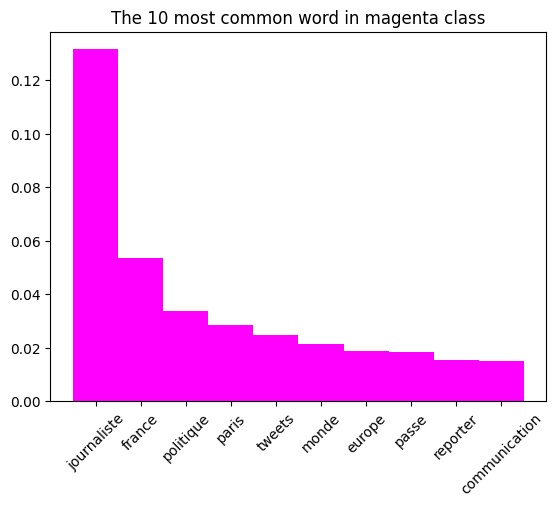 The 10 most common word in magenta class
0.12
0.10
0.08
0.06
0.04
0.02
0.00
journaliste
france
politique
paris
tweets
monde
europe
passe
reporter
communication